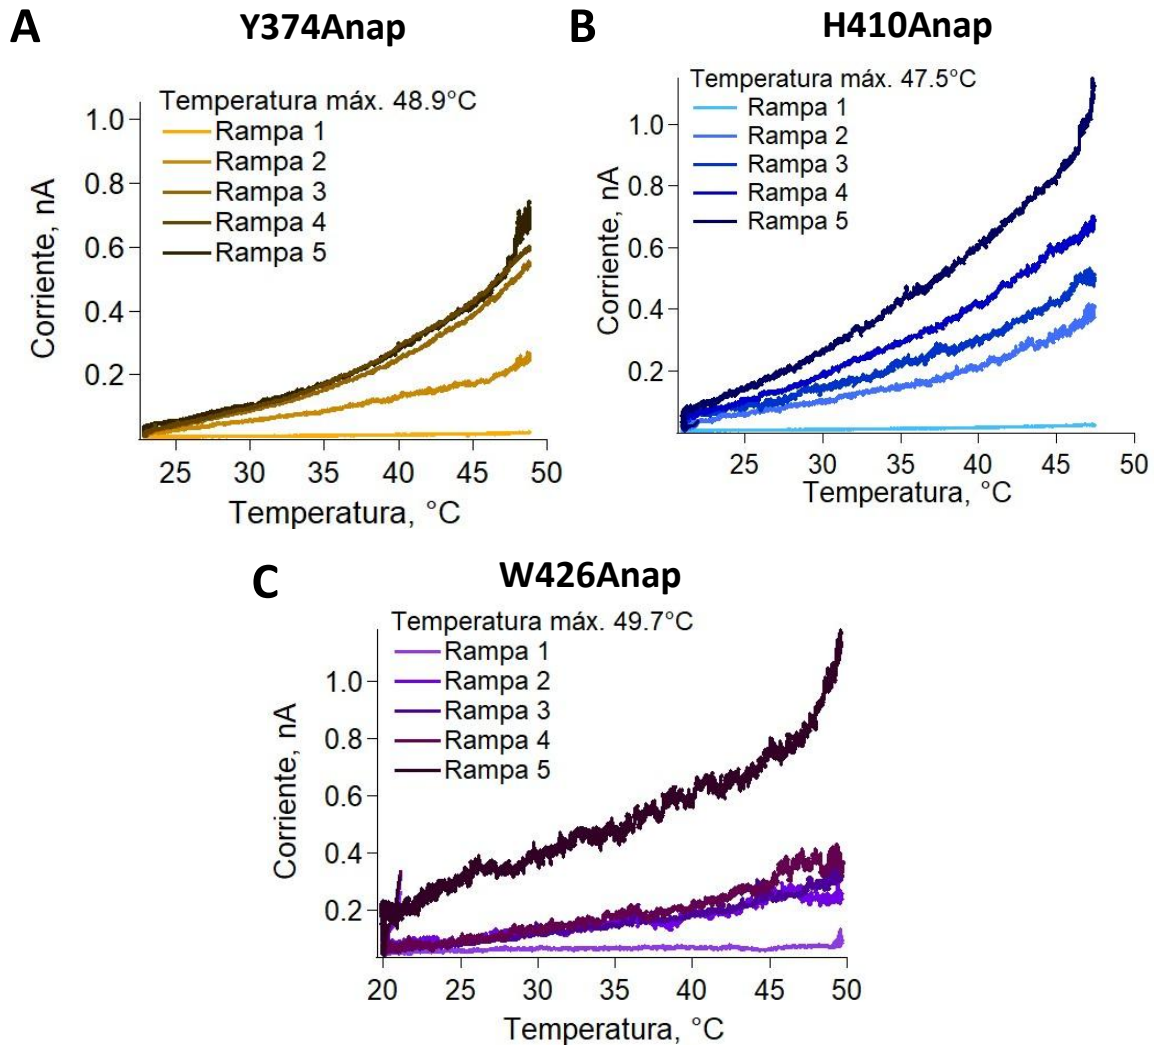 A
Y374Anap
Temperatura máx. 48.9°C
Rampa 1
Rampa 2
Rampa 3
Rampa 4
Rampa 5
Corriente, nA
1.0
0.8
0.6
0.4
0.2
25 30 35 40 45 50
Temperatura, °C
B
H410Anap
Temperatura máx. 47.5°C
Rampa 1
Rampa 2
Rampa 3
Rampa 4
Rampa 5
Corriente, nA
1.0
0.8
0.6
0.4
0.2
25 30 35 40 45 50
Temperatura, °C
C
W426Anap
Temperatura máx. 49.7°C
Rampa 1
Rampa 2
Rampa 3
Rampa 4
Rampa 5
Corriente, nA
1.0
0.8
0.6
0.4
0.2
20 25 30 35 40 45 50
Temperatura, °C